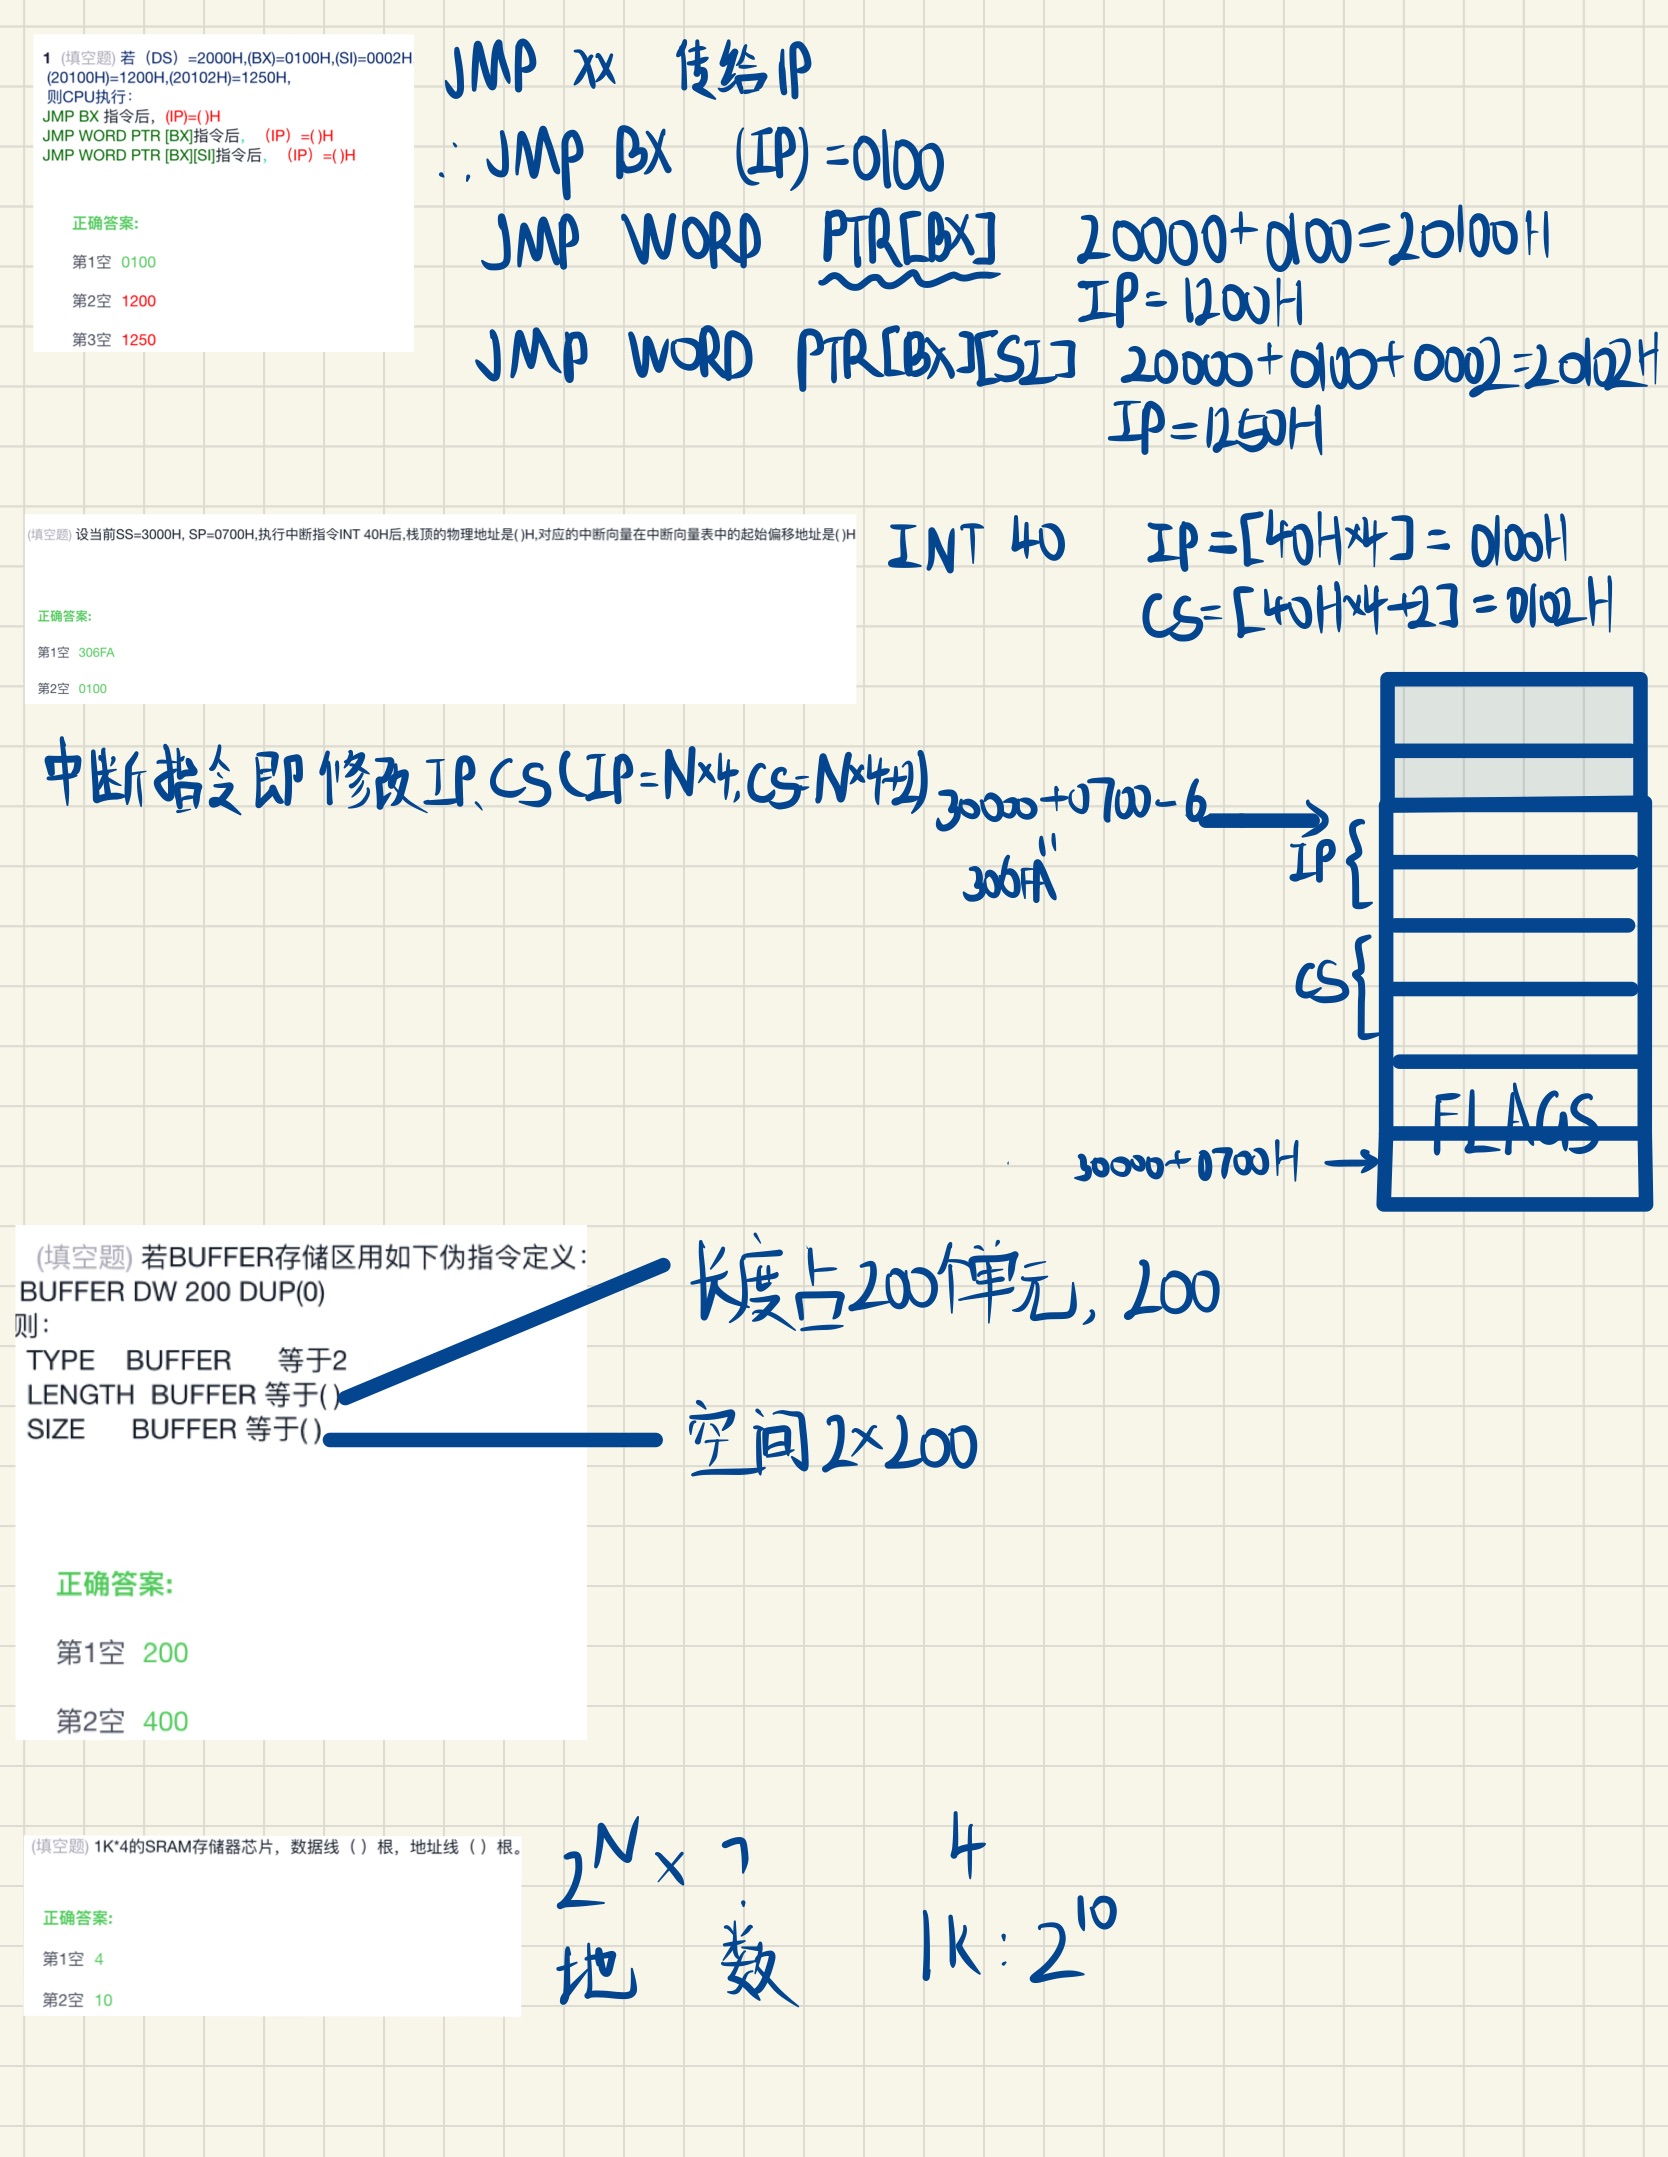 1 (填空题) 若（DS）=2000H,(BX)=0100H,(SI)=0002H
(20100H)=1200H,(20102H)=1250H,
则CPU执行：
JMP BX 指令后，(IP)=( )H
JMP WORD PTR [BX]指令后，（IP）=( )H
JMP WORD PTR [BX][SI]指令后，（IP）=( )H
正确答案:
第1空 0100
第2空 1200
第3空 1250
JMP XX 传给IP
∴JMP BX (IP)=0100
JMP WORD PTR[BX] 20000+0100=20100H
IP=1200H
JMP WORD PTR[BX][SI] 20000+0100+0002=20102H
IP=1250H
(填空题) 设当前SS=3000H, SP=0700H,执行中断指令INT 40H后,栈顶的物理地址是( )H,对应的中断向量在中断向量表中的起始偏移地址是( )H
正确答案:
第1空 306FA
第2空 0100
INT 40 IP=[40H×4]=0100H
CS=[40H×4+2]=0102H
中断指令即修改IP、CS(IP=N×4,CS=N×4+2)
30000+0700-6
"
306FA
IP{
CS{
FLAGS
30000+0700H →
(填空题) 若BUFFER存储区用如下伪指令定义：
BUFFER DW 200 DUP(0)
则：
TYPE BUFFER 等于2
LENGTH BUFFER 等于( )
SIZE BUFFER 等于( )
正确答案:
第1空 200
第2空 400
长度占200个单元, 200
空间2×200
(填空题) 1K*4的SRAM存储器芯片，数据线（ ）根，地址线（ ）根。
正确答案:
第1空 4
第2空 10
2^N × ?
地 数
4
1K: 2^10